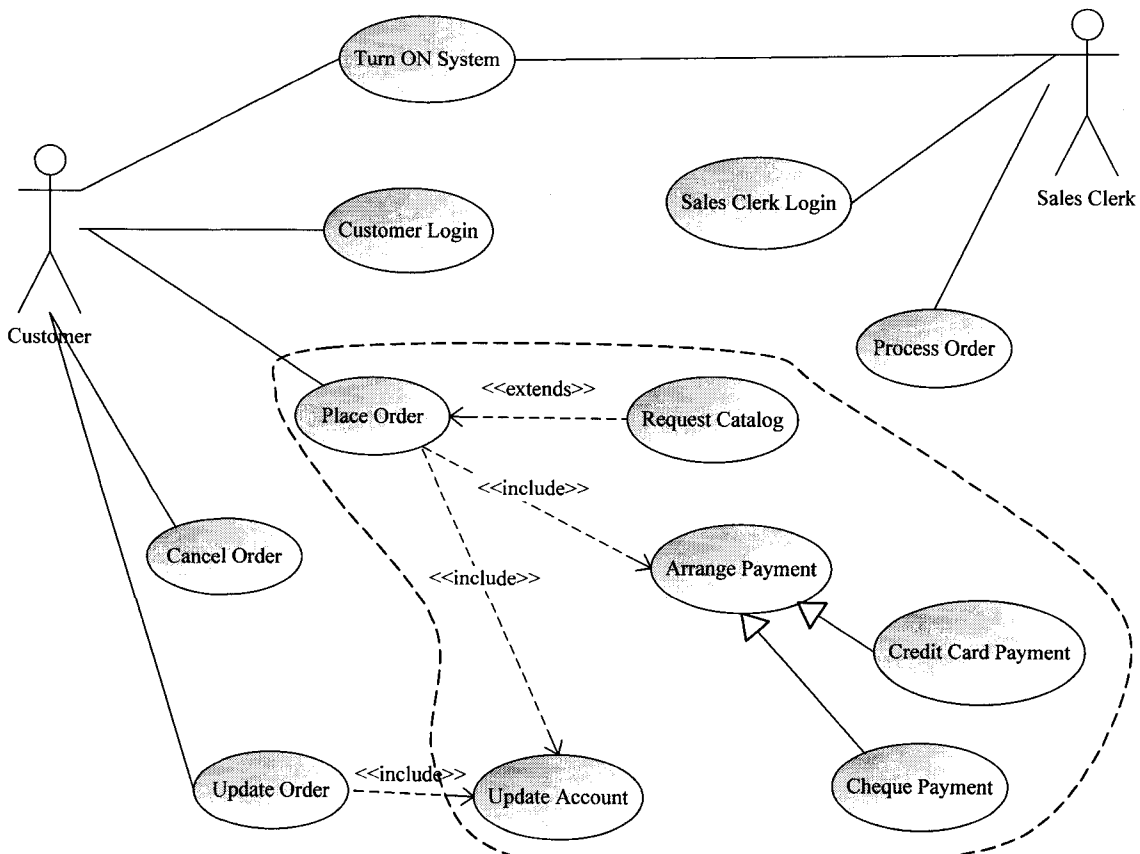 Turn ON System
Sales Clerk Login
Sales Clerk
Customer Login
Customer
Process Order
<<extends>>
Place Order
Request Catalog
<<include>>
Cancel Order
Arrange Payment
<<include>>
Credit Card Payment
<<include>>
Update Order
Update Account
Cheque Payment